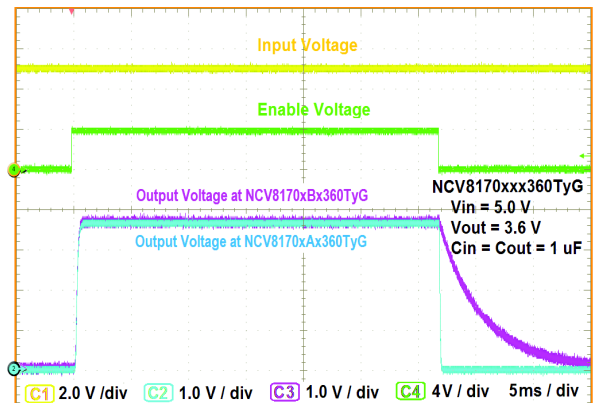 Input Voltage
Enable Voltage
4
NCV8170xxx360TyG
Output Voltage at NCV8170xBx360TyG
Vin = 5.0 V
Vout = 3.6 V
Output Voltage at NCV8170xAx360TyG
Cin = Cout = 1 uF
2
C1 2.0 V / div C2 1.0 V / div C3 1.0 V / div C4 4V / div 5ms / div